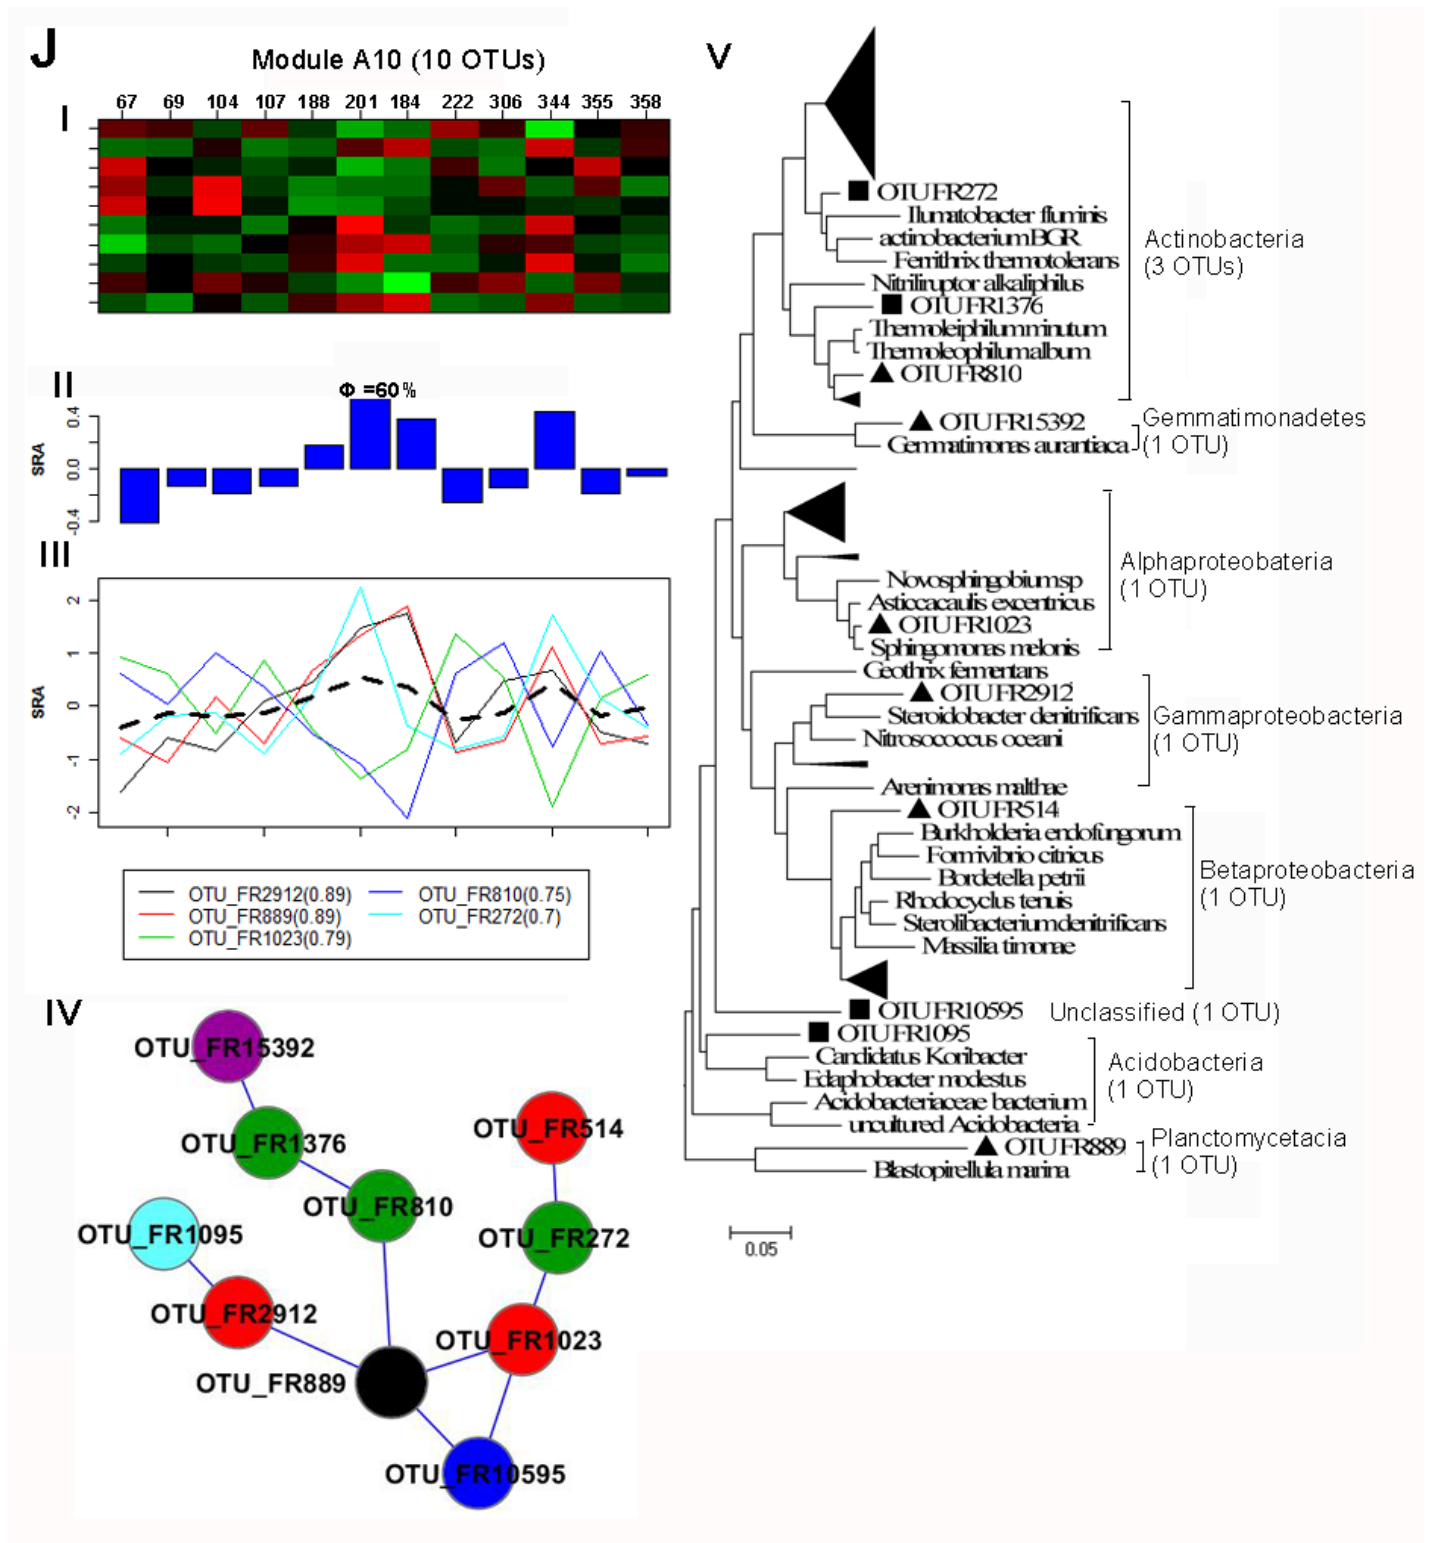 J
Module A10 (10 OTUs)
I
67 69 104 107 188 201 184 222 306 344 355 358
II
Φ =60%
SRA
0.4
0.0
-0.4
III
SRA
2
1
0
-1
-2
OTU_FR2912(0.89)
OTU_FR889(0.89)
OTU_FR1023(0.79)
OTU_FR810(0.75)
OTU_FR272(0.7)
IV
OTU_FR15392
OTU_FR1376
OTU_FR514
OTU_FR810
OTU_FR1095
OTU_FR272
OTU_FR2912
OTU_FR1023
OTU_FR889
OTU_FR10595
V
OTUFR272
Ilumatobacter fluminis
actinobacterium BGR
Ferrithrix thermotolerans
Nitriliruptor alkaliphilus
OTUFR1376
Thermoleiphilum minutum
Thermoleophilum album
OTUFR810
Actinobacteria
(3 OTUs)
OTUFR15392
Gemmatimonas aurantiaca
Gemmatimonadetes
(1 OTU)
Novosphingobium sp
Asticcacaulis excentricus
OTUFR1023
Sphingomonas melonis
Alphaproteobateria
(1 OTU)
Geothrix fermentans
OTUFR2912
Steroidobacter denitrificans
Nitrosococcus oceani
Arenimonas malthae
Gammaproteobacteria
(1 OTU)
OTUFR514
Burkholderia endofungorum
Formivibrio citricus
Bordetella petrii
Rhodocyclus tenuis
Sterolibacterium denitrificans
Massilia timonae
Betaproteobacteria
(1 OTU)
OTUFR10595
Unclassified (1 OTU)
OTUFR1095
Candidatus Koribacter
Edaphobacter modestus
Acidobacteriaceae bacterium
uncultured Acidobacteria
Acidobacteria
(1 OTU)
OTUFR889
Blastopirellula marina
Planctomycetacia
(1 OTU)
0.05